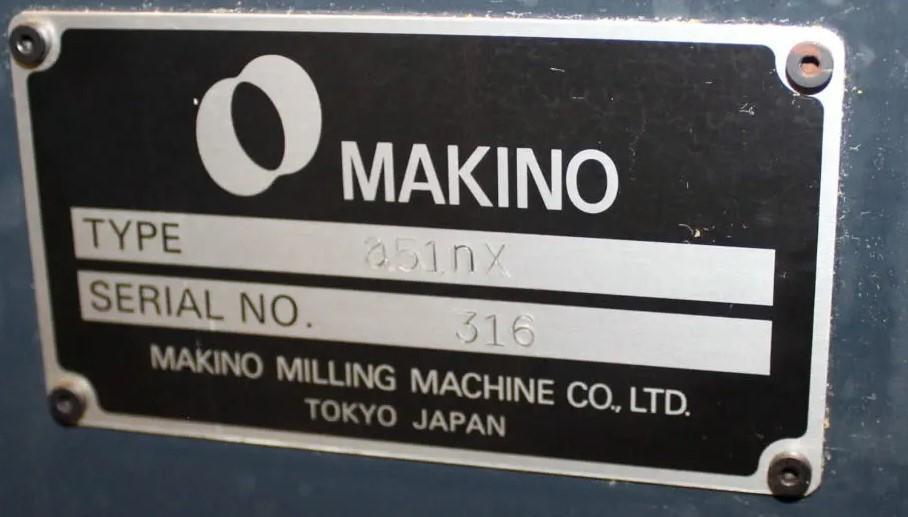 MAKINO
TYPE a51nx
SERIAL NO. 316
MAKINO MILLING MACHINE CO., LTD.
TOKYO JAPAN